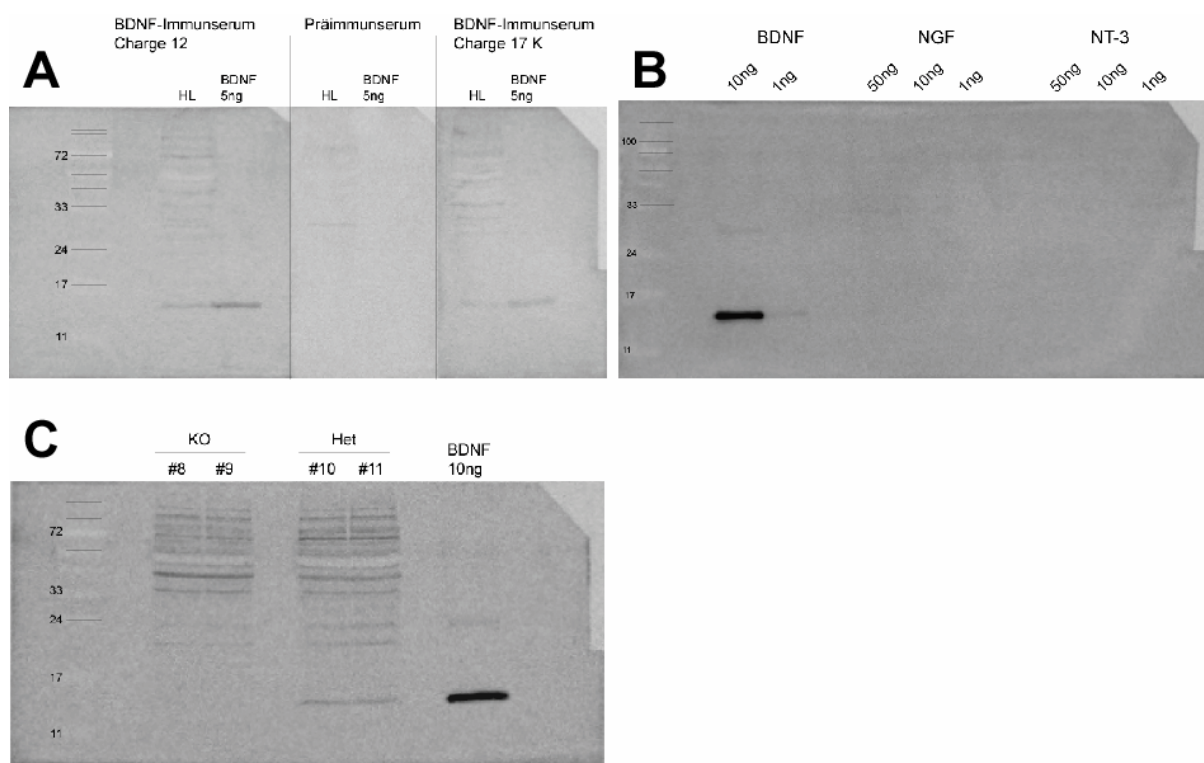 BDNF-Immunserum
Charge 12
Präimmunserum
BDNF-Immunserum
Charge 17 K
A
HL
BDNF
5ng
HL
BDNF
5ng
HL
BDNF
5ng
72
33
24
17
11
B
BDNF
NGF
NT-3
10ng
1ng
50ng
10ng
1ng
50ng
10ng
1ng
100
33
24
17
11
C
KO
Het
BDNF
10ng
#8
#9
#10
#11
72
33
24
17
11